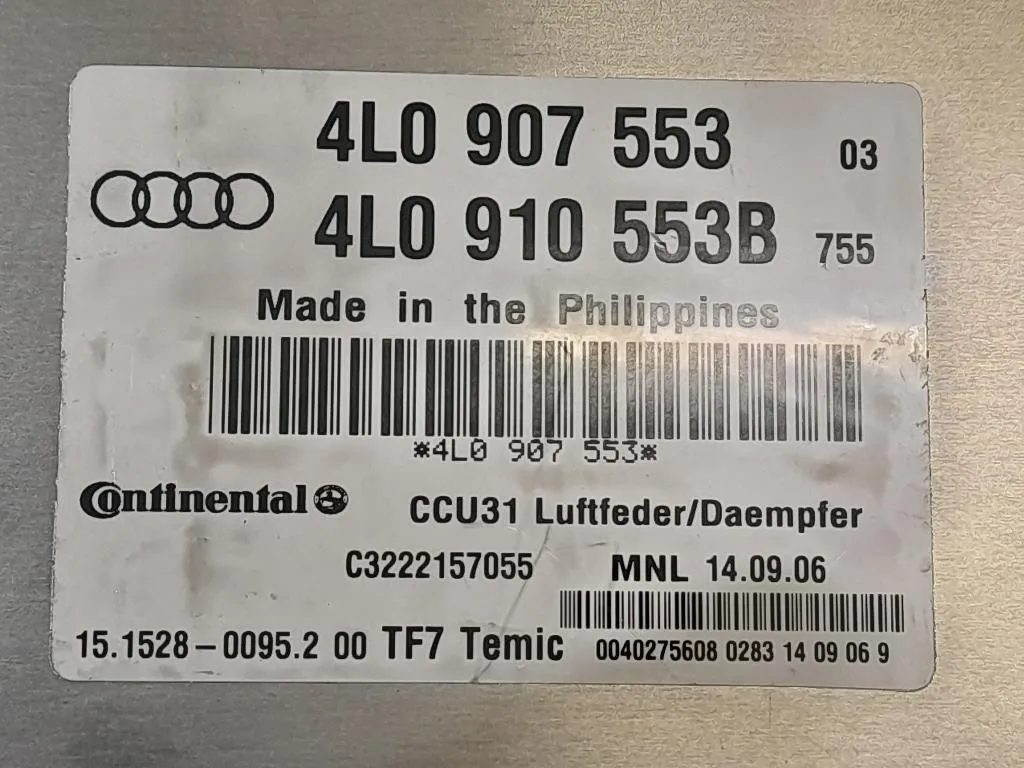 4L0 907 553 03
4L0 910 553B 755
Made in the Philippines
*4L0 907 553*
Continental CCU31 Luftfeder/Daempfer
C3222157055 MNL 14.09.06
15.1528-0095.2 00 TF7 Temic 0040275608 0283 14 09 06 9